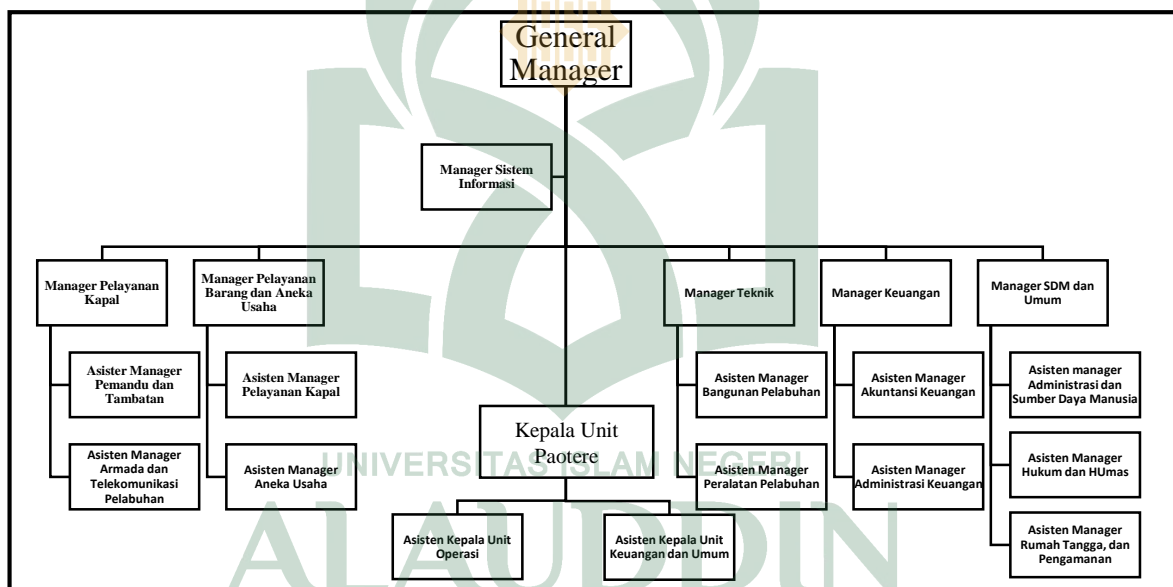 General
Manager
Manager Sistem
Informasi
Manager Pelayanan
Kapal
Manager Pelayanan
Barang dan Aneka
Usaha
Manager Teknik
Manager Keuangan
Manager SDM dan
Umum
Asister Manager
Pemandu dan
Tambatan
Asisten Manager
Pelayanan Kapal
Asisten Manager
Bangunan Pelabuhan
Asisten Manager
Akuntansi Keuangan
Asisten manager
Administrasi dan
Sumber Daya Manusia
Kepala Unit
Paotere
Asisten Manager
Armada dan
Telekomunikasi
Pelabuhan
Asisten Manager
Aneka Usaha
Asisten Manager
Peralatan Pelabuhan
Asisten Manager
Administrasi Keuangan
Asisten Manager
Hukum dan HUmas
Asisten Kepala Unit
Operasi
Asisten Kepala Unit
Keuangan dan Umum
Asisten Manager
Rumah Tangga, dan
Pengamanan
UNIVERSITAS ISLAM NEGERI
ALAUDDIN